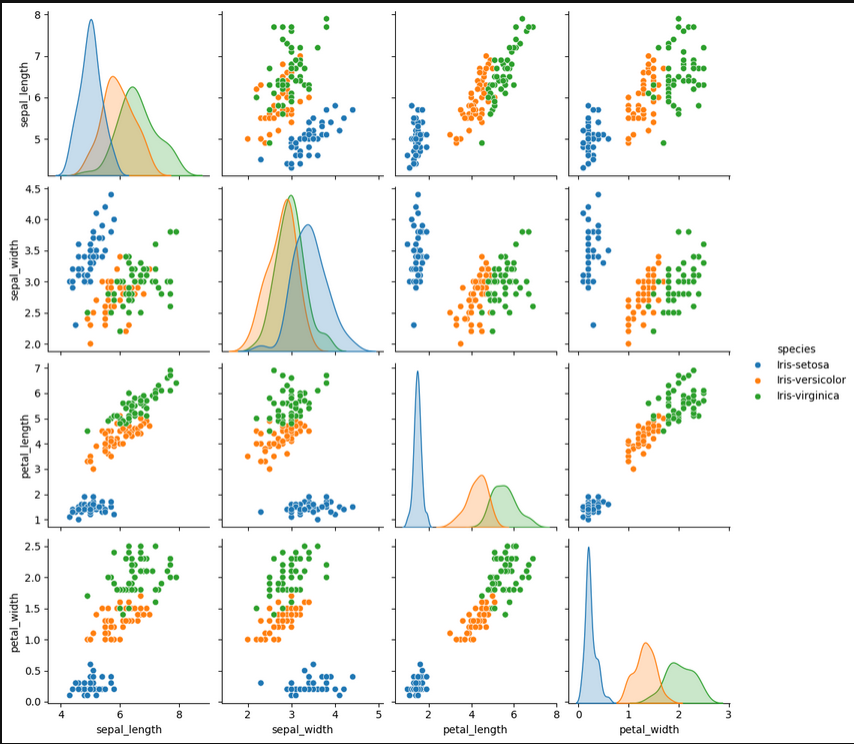 8
7
6
5
sepal_length
4.5
4.0
3.5
3.0
2.5
2.0
sepal_width
species
Iris-setosa
Iris-versicolor
Iris-virginica
7
6
5
4
3
2
1
petal_length
2.5
2.0
1.5
1.0
0.5
0.0
petal_width
4 6 8
2 3 4 5
2 4 6 8
0 1 2 3
sepal_length
sepal_width
petal_length
petal_width